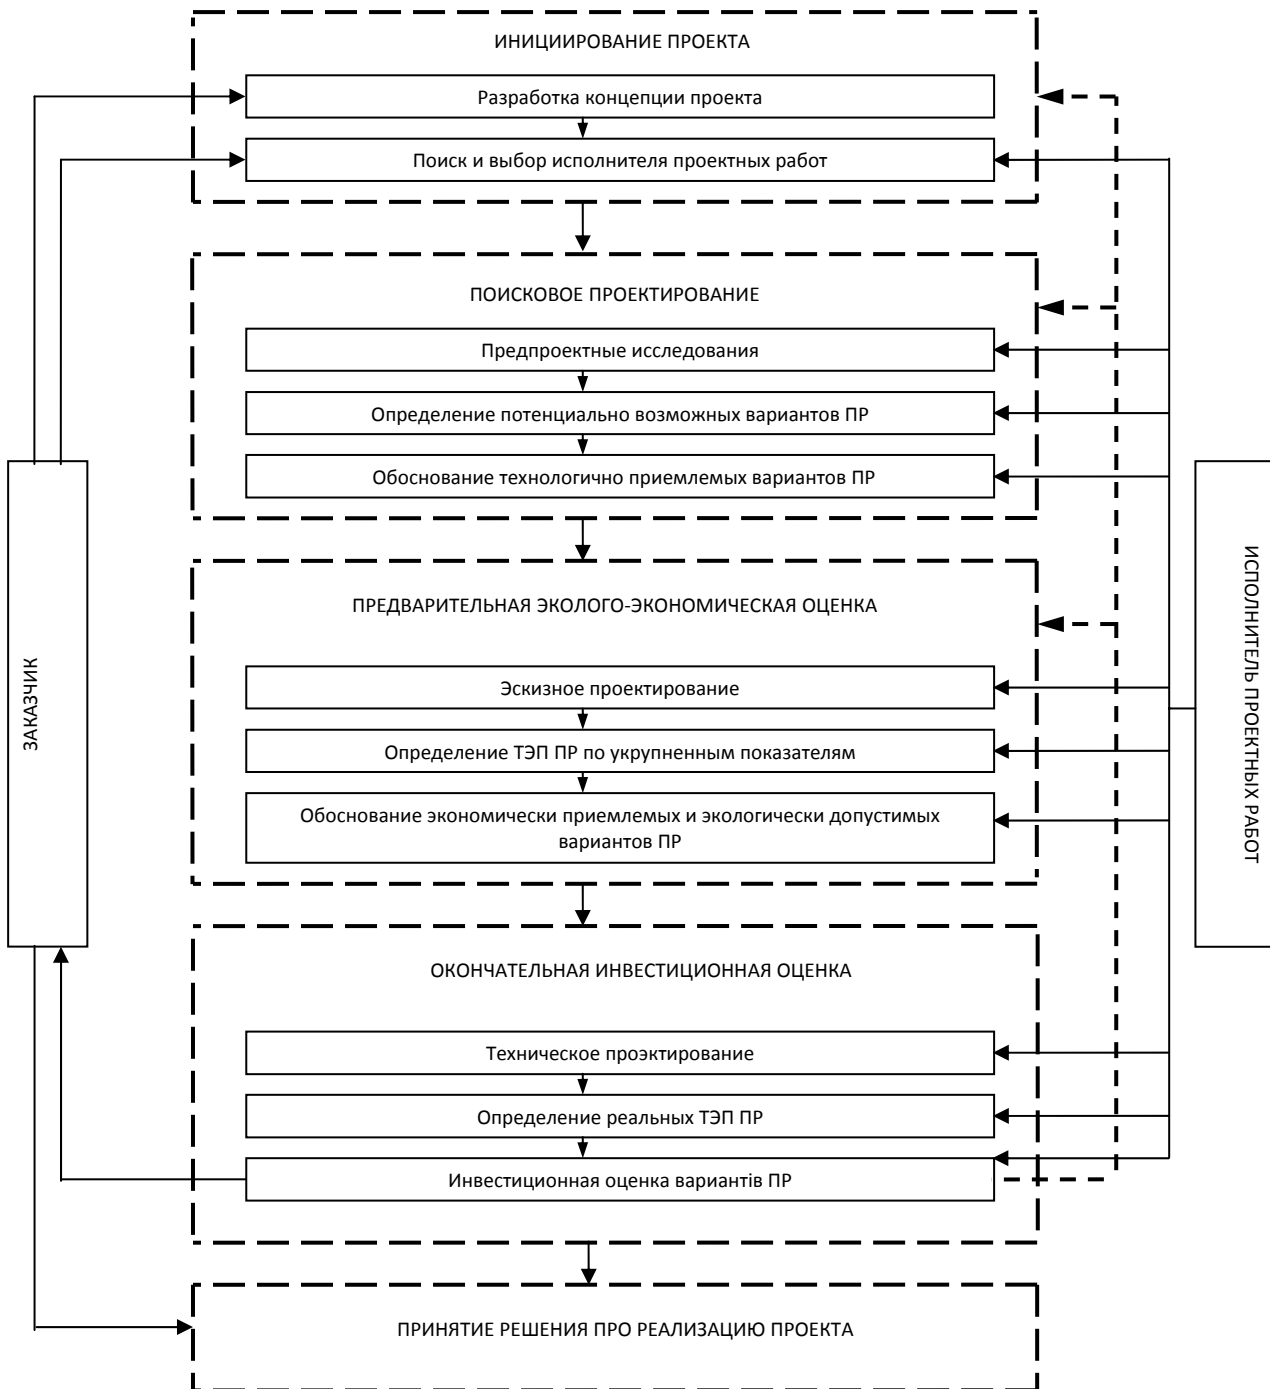 ИНИЦИИРОВАНИЕ ПРОЕКТА
Разработка концепции проекта
Поиск и выбор исполнителя проектных работ
ПОИСКОВОЕ ПРОЕКТИРОВАНИЕ
Предпроектные исследования
Определение потенциально возможных вариантов ПР
Обоснование технологично приемлемых вариантов ПР
ЗАКАЗЧИК
ИСПОЛНИТЕЛЬ ПРОЕКТНЫХ РАБОТ
ПРЕДВАРИТЕЛЬНАЯ ЭКОЛОГО-ЭКОНОМИЧЕСКАЯ ОЦЕНКА
Эскизное проектирование
Определение ТЭП ПР по укрупненным показателям
Обоснование экономически приемлемых и экологически допустимых
вариантов ПР
ОКОНЧАТЕЛЬНАЯ ИНВЕСТИЦИОННАЯ ОЦЕНКА
Техническое проэктирование
Определение реальных ТЭП ПР
Инвестиционная оценка вариантів ПР
ПРИНЯТИЕ РЕШЕНИЯ ПРО РЕАЛИЗАЦИЮ ПРОЕКТА